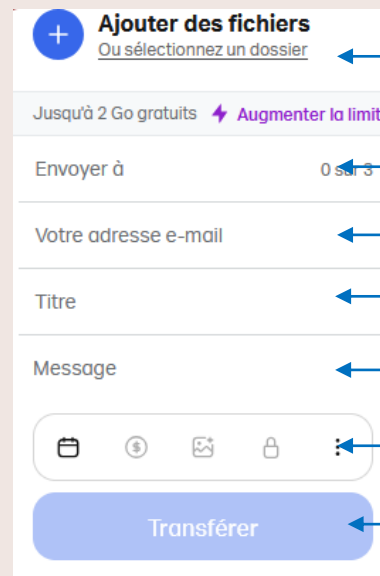 Ajouter des fichiers
Ou sélectionnez un dossier
Jusqu'à 2 Go gratuits Augmenter la limit
Envoyer à 0 sur 3
Votre adresse e-mail
Titre
Message
Transférer